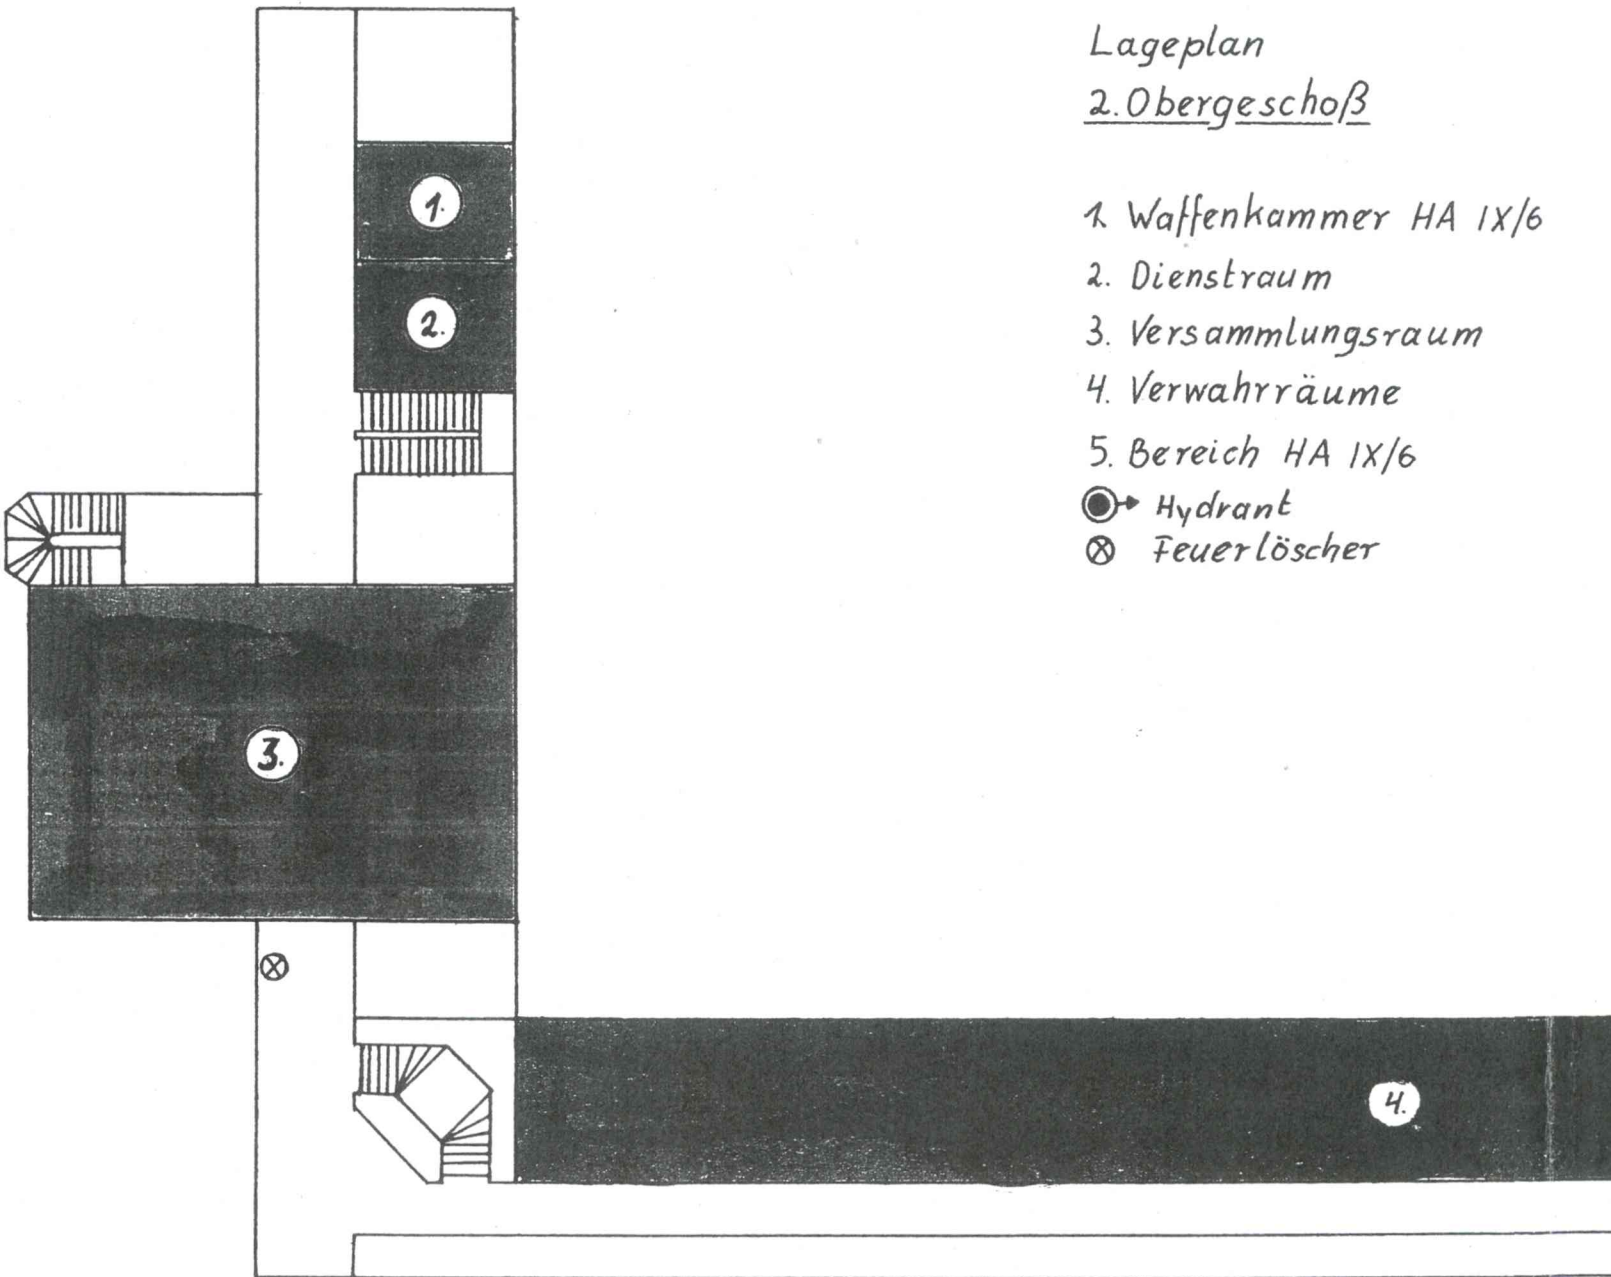 Lageplan
2. Obergeschoß
1. Waffenkammer HA IX/6
2. Dienstraum
3. Versammlungsraum
4. Verwahrräume
5. Bereich HA IX/6
Hydrant
Feuerlöscher
1.
2.
3.
4.